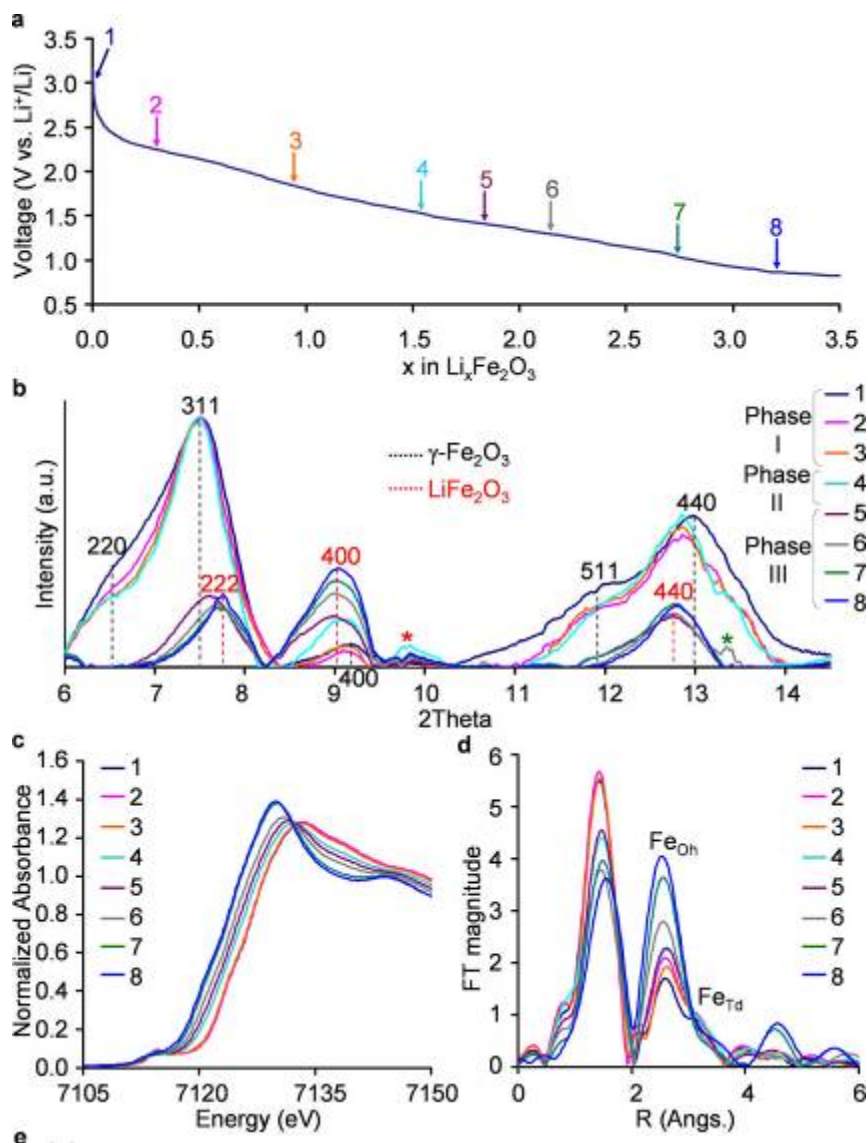 a
1
2
3
4
5
6
7
8
Voltage (V vs. Li⁺/Li)
3.5
3.0
2.5
2.0
1.5
1.0
0.5
0.0 0.5 1.0 1.5 2.0 2.5 3.0 3.5
x in LiₓFe₂O₃
b
311
220
222
400
400
511
440
440
*
*
γ-Fe₂O₃
LiFe₂O₃
Phase I
Phase II
Phase III
1
2
3
4
5
6
7
8
Intensity (a.u.)
6 7 8 9 10 11 12 13 14
2Theta
c
1
2
3
4
5
6
7
8
Normalized Absorbance
1.6
1.4
1.2
1.0
0.8
0.6
0.4
0.2
0.0
7105 7120 7135 7150
Energy (eV)
d
1
2
3
4
5
6
7
8
Fe_Oh
Fe_Td
FT magnitude
6
5
4
3
2
1
0
0 2 4 6
R (Angs.)
e